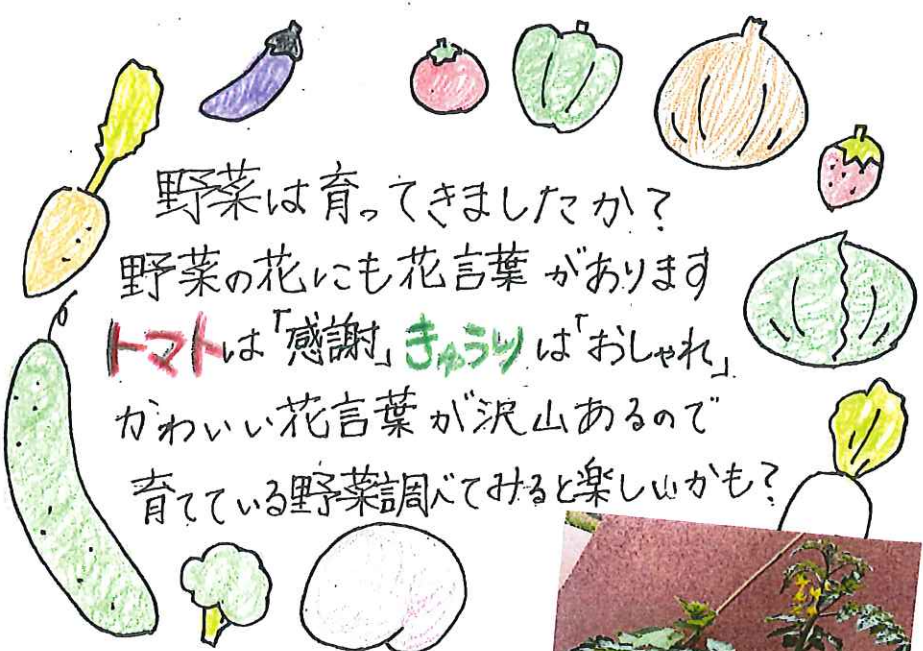 野菜は育ってきましたか?
野菜の花にも花言葉があります
トマトは「感謝」きゅうりは「おしゃれ」
かわいい花言葉が沢山あるので
育てている野菜調べてみると楽しいかも?